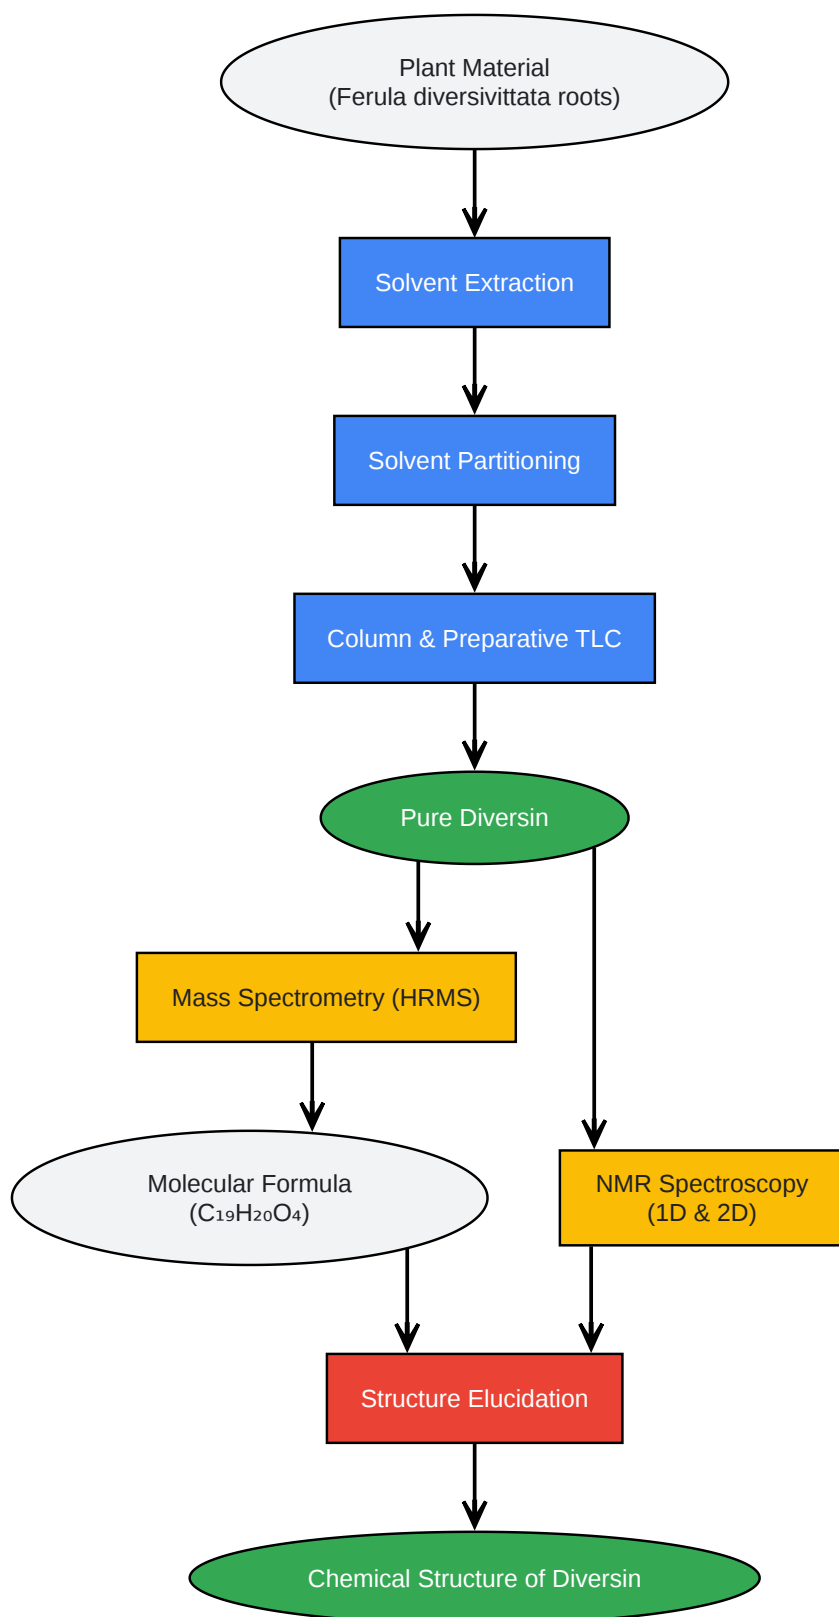 Plant Material
(Ferula diversivittata roots)
Solvent Extraction
Solvent Partitioning
Column & Preparative TLC
Pure Diversin
Mass Spectrometry (HRMS)
Molecular Formula
(C₁₉H₂₀O₄)
NMR Spectroscopy
(1D & 2D)
Structure Elucidation
Chemical Structure of Diversin